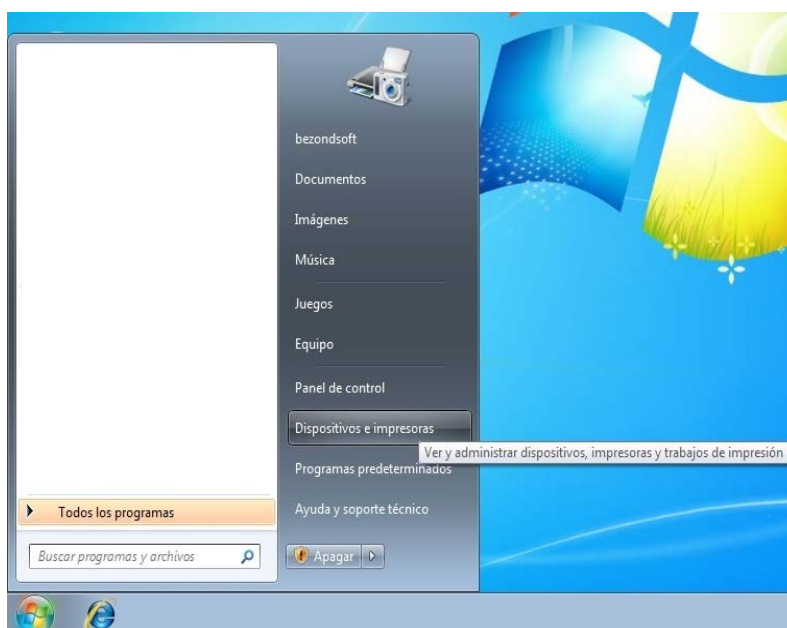 bezondsoft
Documentos
Imágenes
Música
Juegos
Equipo
Panel de control
Dispositivos e impresoras
Ver y administrar dispositivos, impresoras y trabajos de impresión
Programas predeterminados
Ayuda y soporte técnico
Todos los programas
Buscar programas y archivos
Apagar